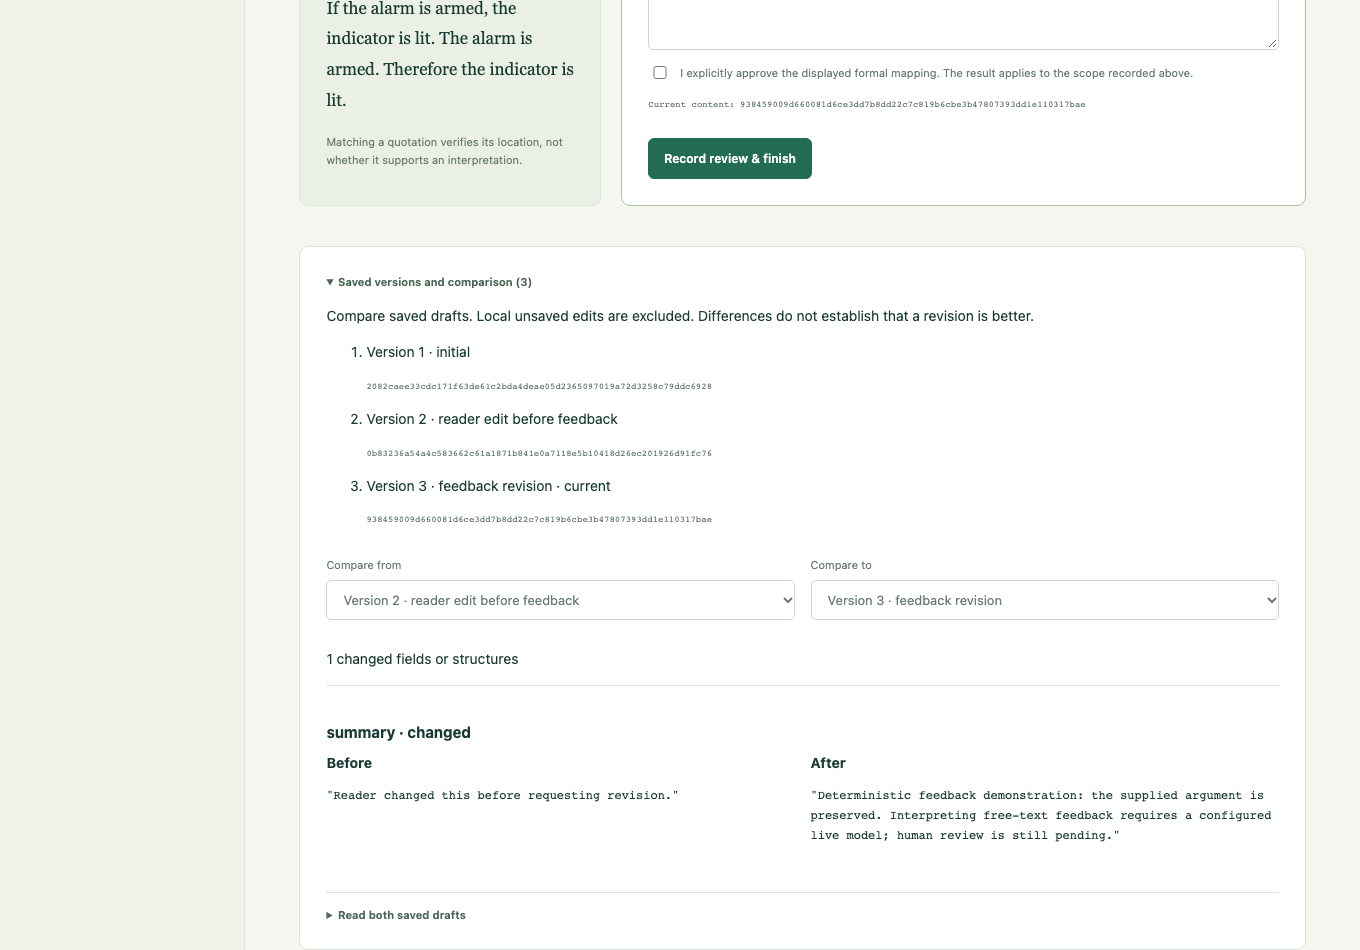 If the alarm is armed, the
indicator is lit. The alarm is
armed. Therefore the indicator is
lit.
Matching a quotation verifies its location, not
whether it supports an interpretation.
I explicitly approve the displayed formal mapping. The result applies to the scope recorded above.
Current content: 938459009d660081d6ce3dd7b8dd22c7c819b6cbe3b47807393dd1e110317bae
Record review & finish
Saved versions and comparison (3)
Compare saved drafts. Local unsaved edits are excluded. Differences do not establish that a revision is better.
1. Version 1 · initial
2082caee33cdc171f63de61c2bda4deae05d2365097019a72d3258c79ddc6928
2. Version 2 · reader edit before feedback
0b83236a54a4c583662c61a1871b841e0a7118e5b10418d26ec201926d91fc76
3. Version 3 · feedback revision · current
938459009d660081d6ce3dd7b8dd22c7c819b6cbe3b47807393dd1e110317bae
Compare from
Compare to
Version 2 · reader edit before feedback
Version 3 · feedback revision
1 changed fields or structures
summary · changed
Before
After
"Reader changed this before requesting revision."
"Deterministic feedback demonstration: the supplied argument is
preserved. Interpreting free-text feedback requires a configured
live model; human review is still pending."
Read both saved drafts